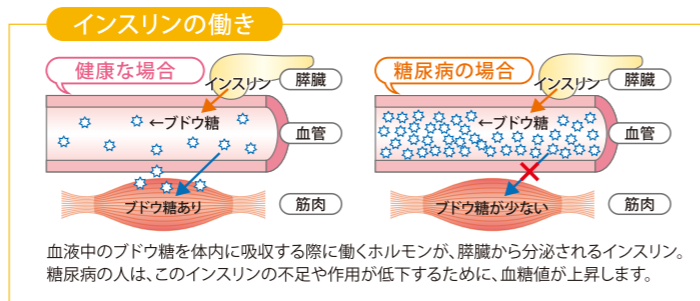 インスリンの働き
健康な場合
インスリン
膵臓
←ブドウ糖
血管
ブドウ糖あり
筋肉
糖尿病の場合
インスリン
膵臓
←ブドウ糖
血管
ブドウ糖が少ない
筋肉
血液中のブドウ糖を体内に吸収する際に働くホルモンが、膵臓から分泌されるインスリン。
糖尿病の人は、このインスリンの不足や作用が低下するために、血糖値が上昇します。